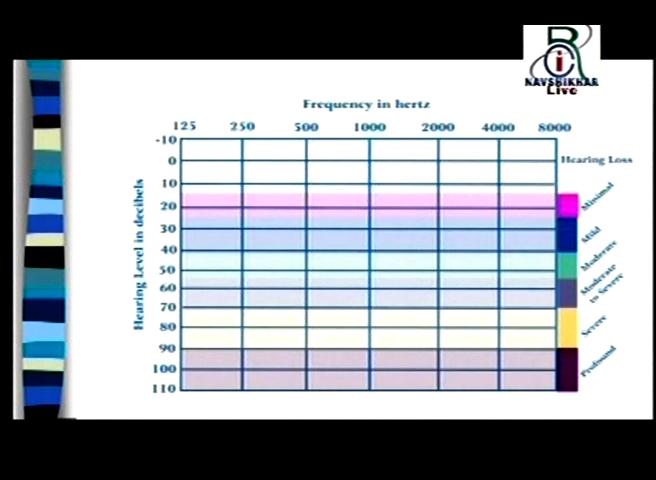 RCI
NAVSHIKHAR
Live
Frequency in hertz
125 250 500 1000 2000 4000 8000
Hearing Level in decibels
-10
0 Hearing Loss
10
20 Minimal
30 Mild
40 Moderate
50
60 Moderate to Severe
70
80 Severe
90
100 Profound
110